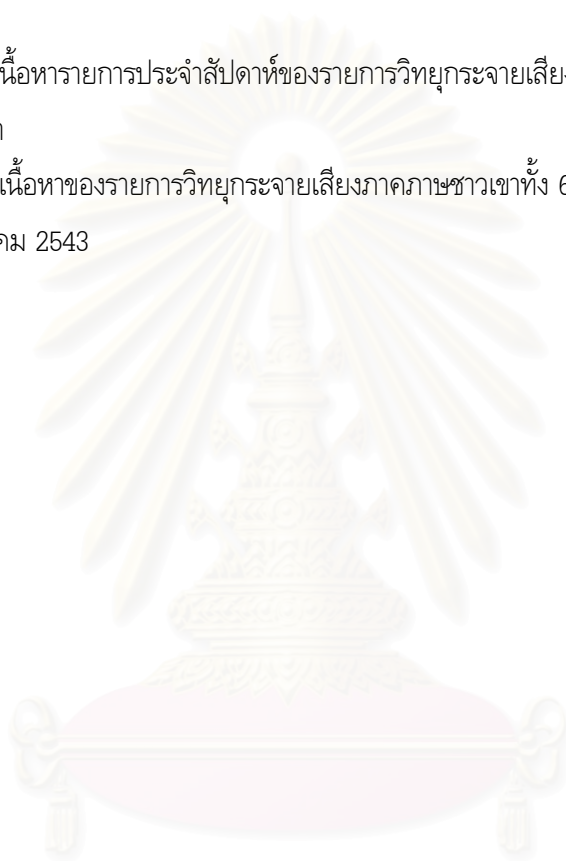 นื้อหารายการประจำสัปดาห์ของรายการวิทยุกระจายเสียง
เนื้อหาของรายการวิทยุกระจายเสียงภาคภาษชาวเขาทั้ง 6
คม 2543